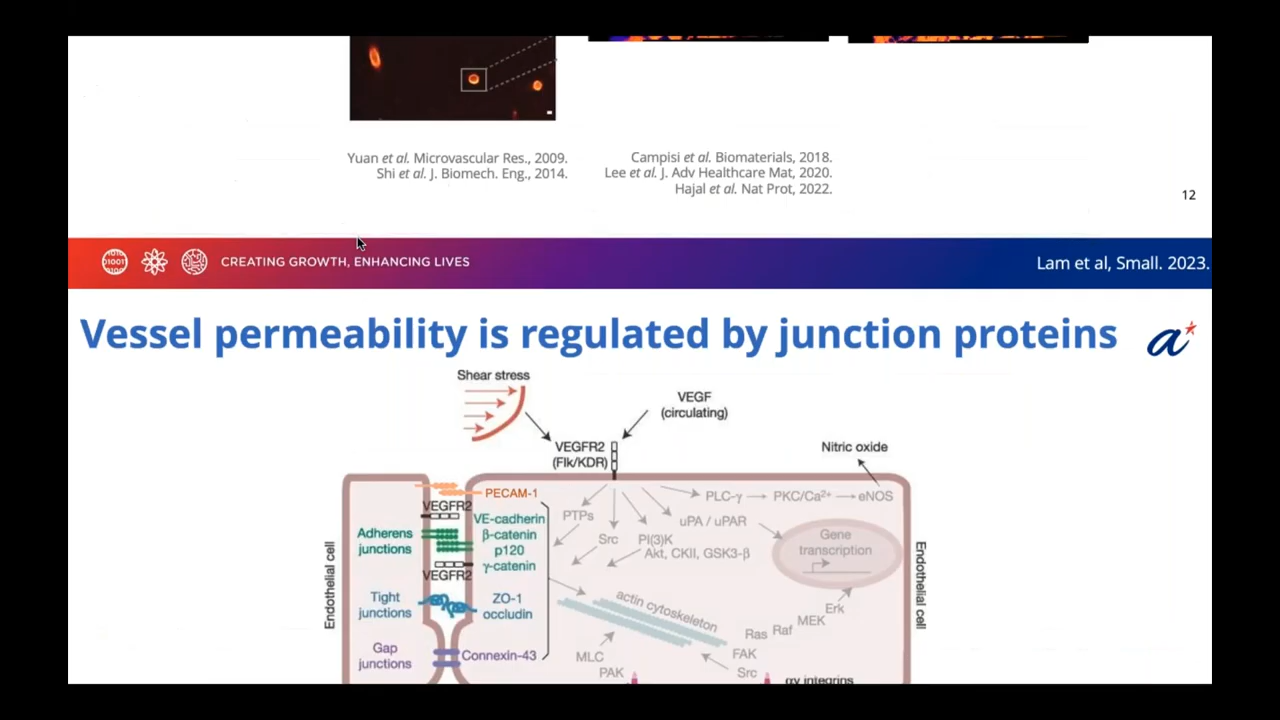 Yuan et al. Microvascular Res., 2009.
Shi et al. J. Biomech. Eng., 2014.
Campisi et al. Biomaterials, 2018.
Lee et al. J. Adv Healthcare Mat, 2020.
Hajal et al. Nat Prot, 2022.
12
CREATING GROWTH, ENHANCING LIVES
Lam et al, Small. 2023.
Vessel permeability is regulated by junction proteins
a*
Shear stress
VEGF
(circulating)
VEGFR2
(Flk/KDR)
Nitric oxide
PECAM-1
PLC-γ
PKC/Ca²⁺
eNOS
VEGFR2
VE-cadherin
β-catenin
p120
γ-catenin
PTPs
uPA / uPAR
Adherens
junctions
Src
PI(3)K
Akt, CKII, GSK3-β
Gene
transcription
VEGFR2
Endothelial cell
Endothelial cell
Tight
junctions
ZO-1
occludin
actin cytoskeleton
Erk
MEK
Raf
Ras
Gap
junctions
Connexin-43
MLC
PAK
FAK
Src
αv integrins